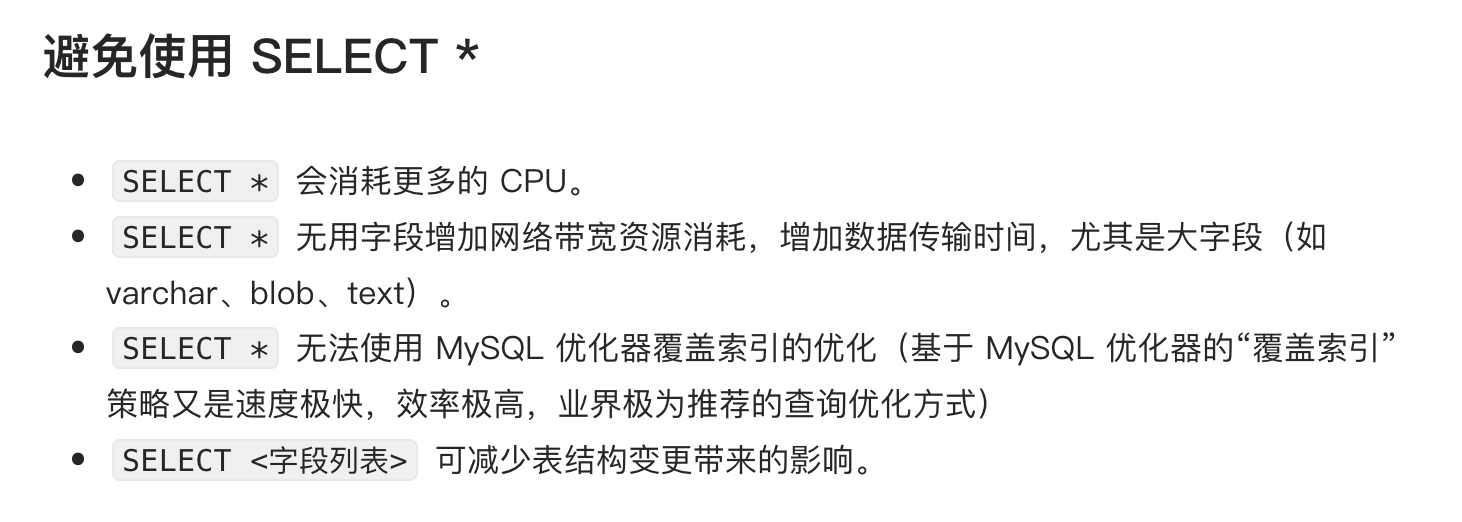 避免使用 SELECT *
SELECT * 会消耗更多的 CPU。
SELECT * 无用字段增加网络带宽资源消耗，增加数据传输时间，尤其是大字段（如
varchar、blob、text）。
SELECT * 无法使用 MySQL 优化器覆盖索引的优化（基于 MySQL 优化器的“覆盖索引”
策略又是速度极快，效率极高，业界极为推荐的查询优化方式）
SELECT <字段列表> 可减少表结构变更带来的影响。